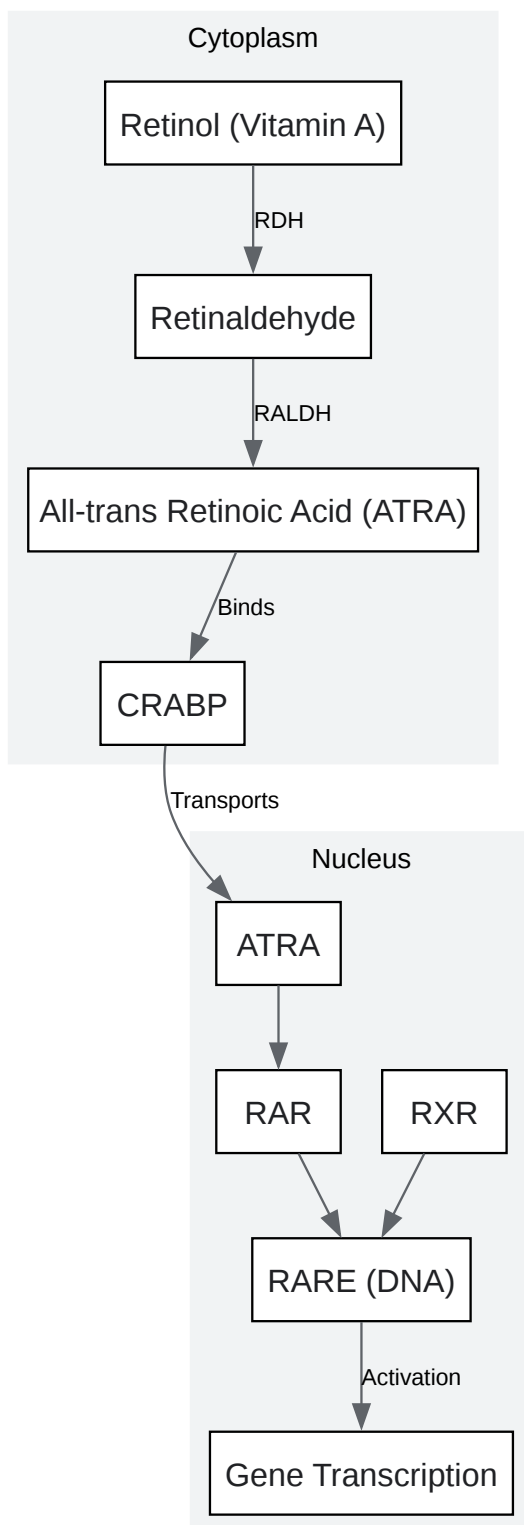 Cytoplasm
Retinol (Vitamin A)
RDH
Retinaldehyde
RALDH
All-trans Retinoic Acid (ATRA)
Binds
CRABP
Transports
Nucleus
ATRA
RAR
RXR
RARE (DNA)
Activation
Gene Transcription